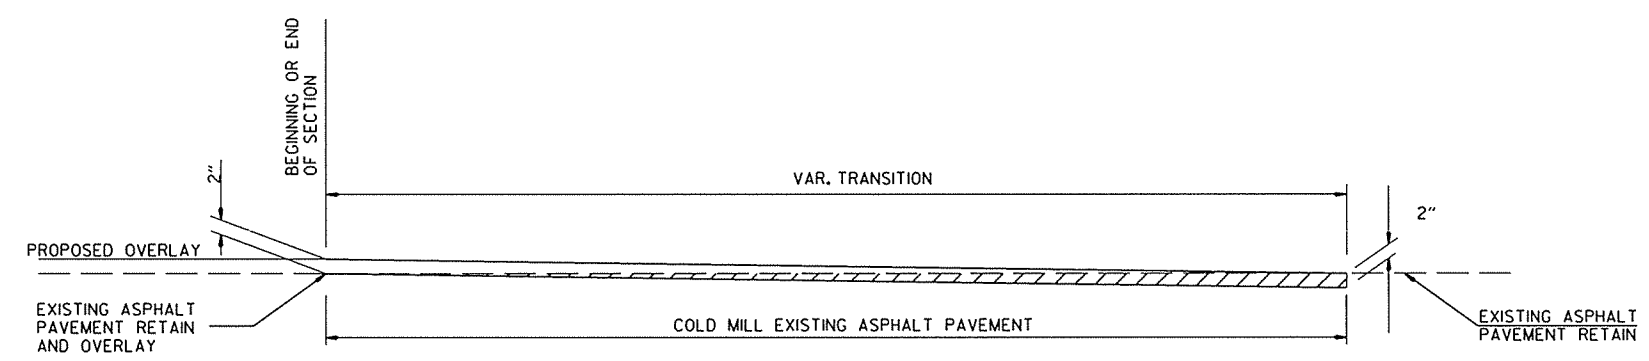 BEGINNING OR END
OF SECTION
2"
VAR. TRANSITION
2"
PROPOSED OVERLAY
EXISTING ASPHALT
PAVEMENT RETAIN
AND OVERLAY
COLD MILL EXISTING ASPHALT PAVEMENT
EXISTING ASPHALT
PAVEMENT RETAIN